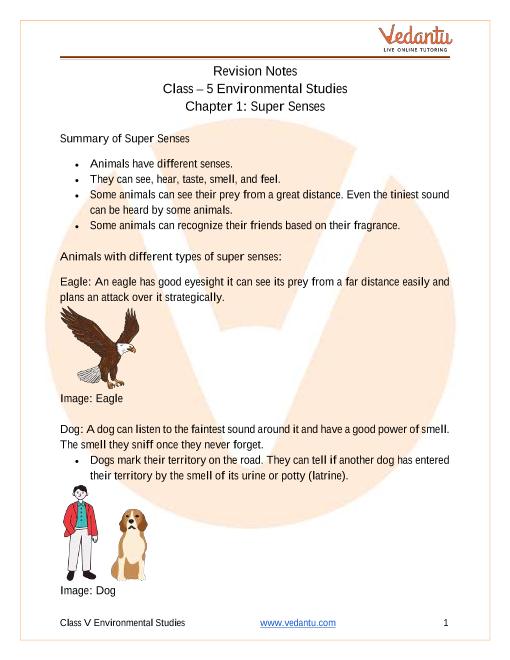 Vedantu
LIVE ONLINE TUTORING
Revision Notes
Class – 5 Environmental Studies
Chapter 1: Super Senses
Summary of Super Senses
• Animals have different senses.
• They can see, hear, taste, smell, and feel.
• Some animals can see their prey from a great distance. Even the tiniest sound
can be heard by some animals.
• Some animals can recognize their friends based on their fragrance.
Animals with different types of super senses:
Eagle: An eagle has good eyesight it can see its prey from a far distance easily and
plans an attack over it strategically.
Image: Eagle
Dog: A dog can listen to the faintest sound around it and have a good power of smell.
The smell they sniff once they never forget.
• Dogs mark their territory on the road. They can tell if another dog has entered
their territory by the smell of its urine or potty (latrine).
Image: Dog
Class V Environmental Studies www.vedantu.com 1